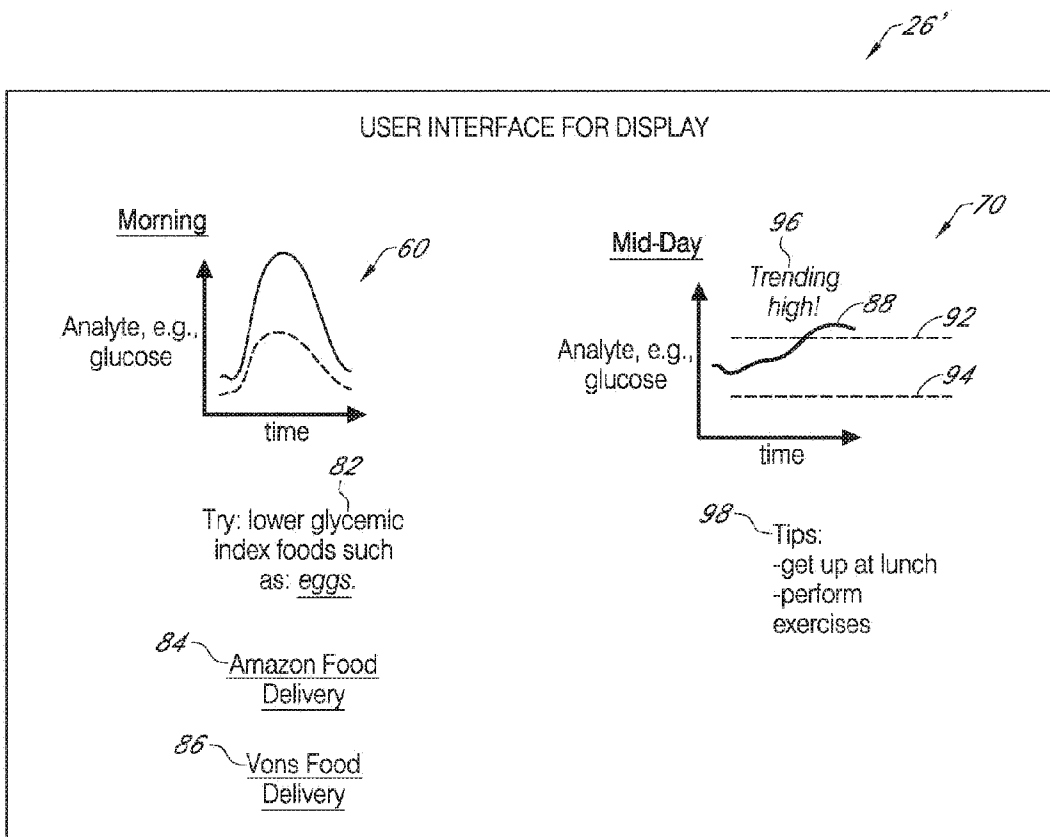 26'
USER INTERFACE FOR DISPLAY
Morning
60
Analyte, e.g.,
glucose
time
82
Try: lower glycemic
index foods such
as: eggs.
84
Amazon Food
Delivery
86
Vons Food
Delivery
70
Mid-Day
96
Trending
high!
88
92
Analyte, e.g.,
glucose
94
time
98
Tips:
-get up at lunch
-perform
exercises